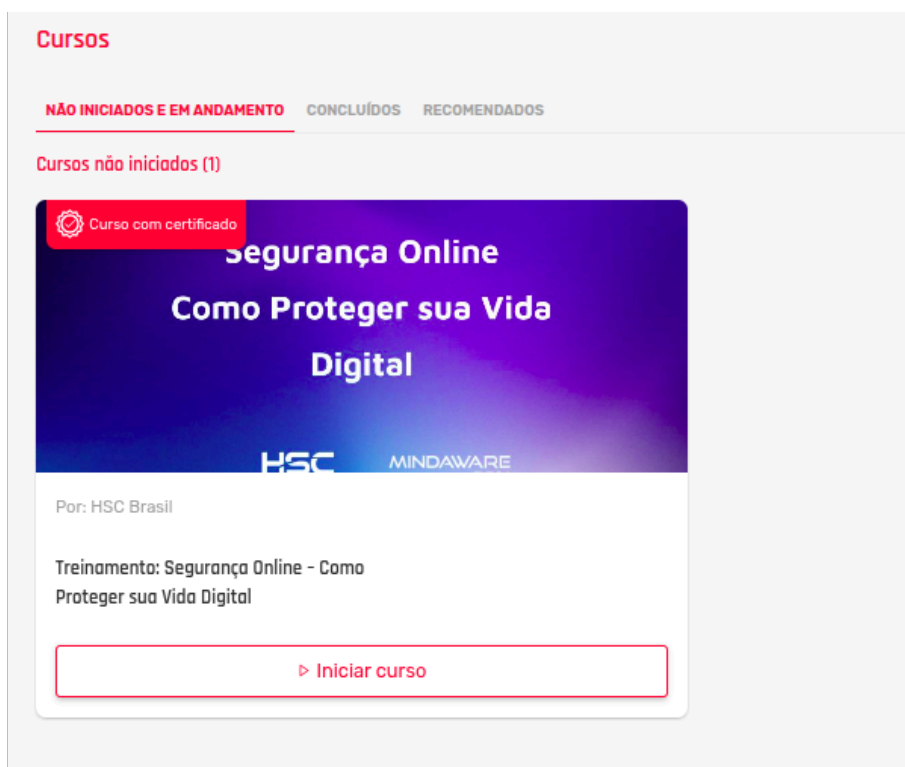 Cursos
NÃO INICIADOS E EM ANDAMENTO CONCLUÍDOS RECOMENDADOS
Cursos não iniciados (1)
Curso com certificado
Segurança Online
Como Proteger sua Vida
Digital
HSC MINDAWARE
Por: HSC Brasil
Treinamento: Segurança Online - Como
Proteger sua Vida Digital
Iniciar curso